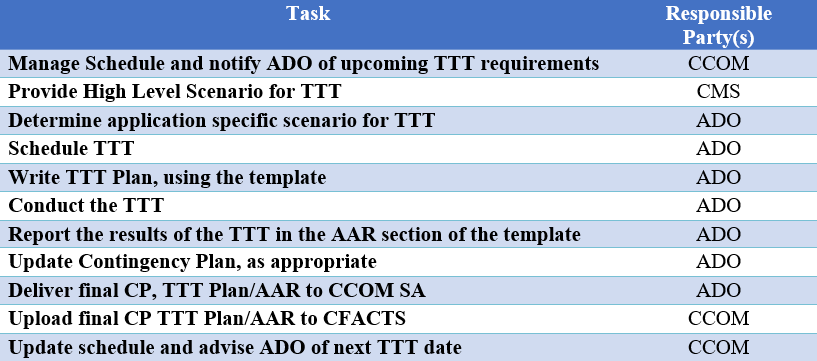 Task Responsible
Party(s)
Manage Schedule and notify ADO of upcoming TTT requirements CCOM
Provide High Level Scenario for TTT CMS
Determine application specific scenario for TTT ADO
Schedule TTT ADO
Write TTT Plan, using the template ADO
Conduct the TTT ADO
Report the results of the TTT in the AAR section of the template ADO
Update Contingency Plan, as appropriate ADO
Deliver final CP, TTT Plan/AAR to CCOM SA ADO
Upload final CP TTT Plan/AAR to CFACTS CCOM
Update schedule and advise ADO of next TTT date CCOM